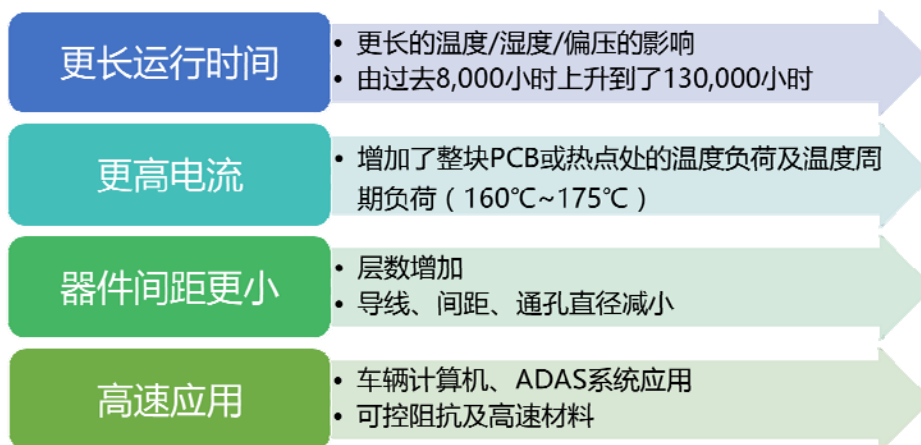 更长运行时间
• 更长的温度/湿度/偏压的影响
• 由过去8,000小时上升到了130,000小时
更高电流
• 增加了整块PCB或热点处的温度负荷及温度周
期负荷（160℃~175℃）
器件间距更小
• 层数增加
• 导线、间距、通孔直径减小
高速应用
• 车辆计算机、ADAS系统应用
• 可控阻抗及高速材料